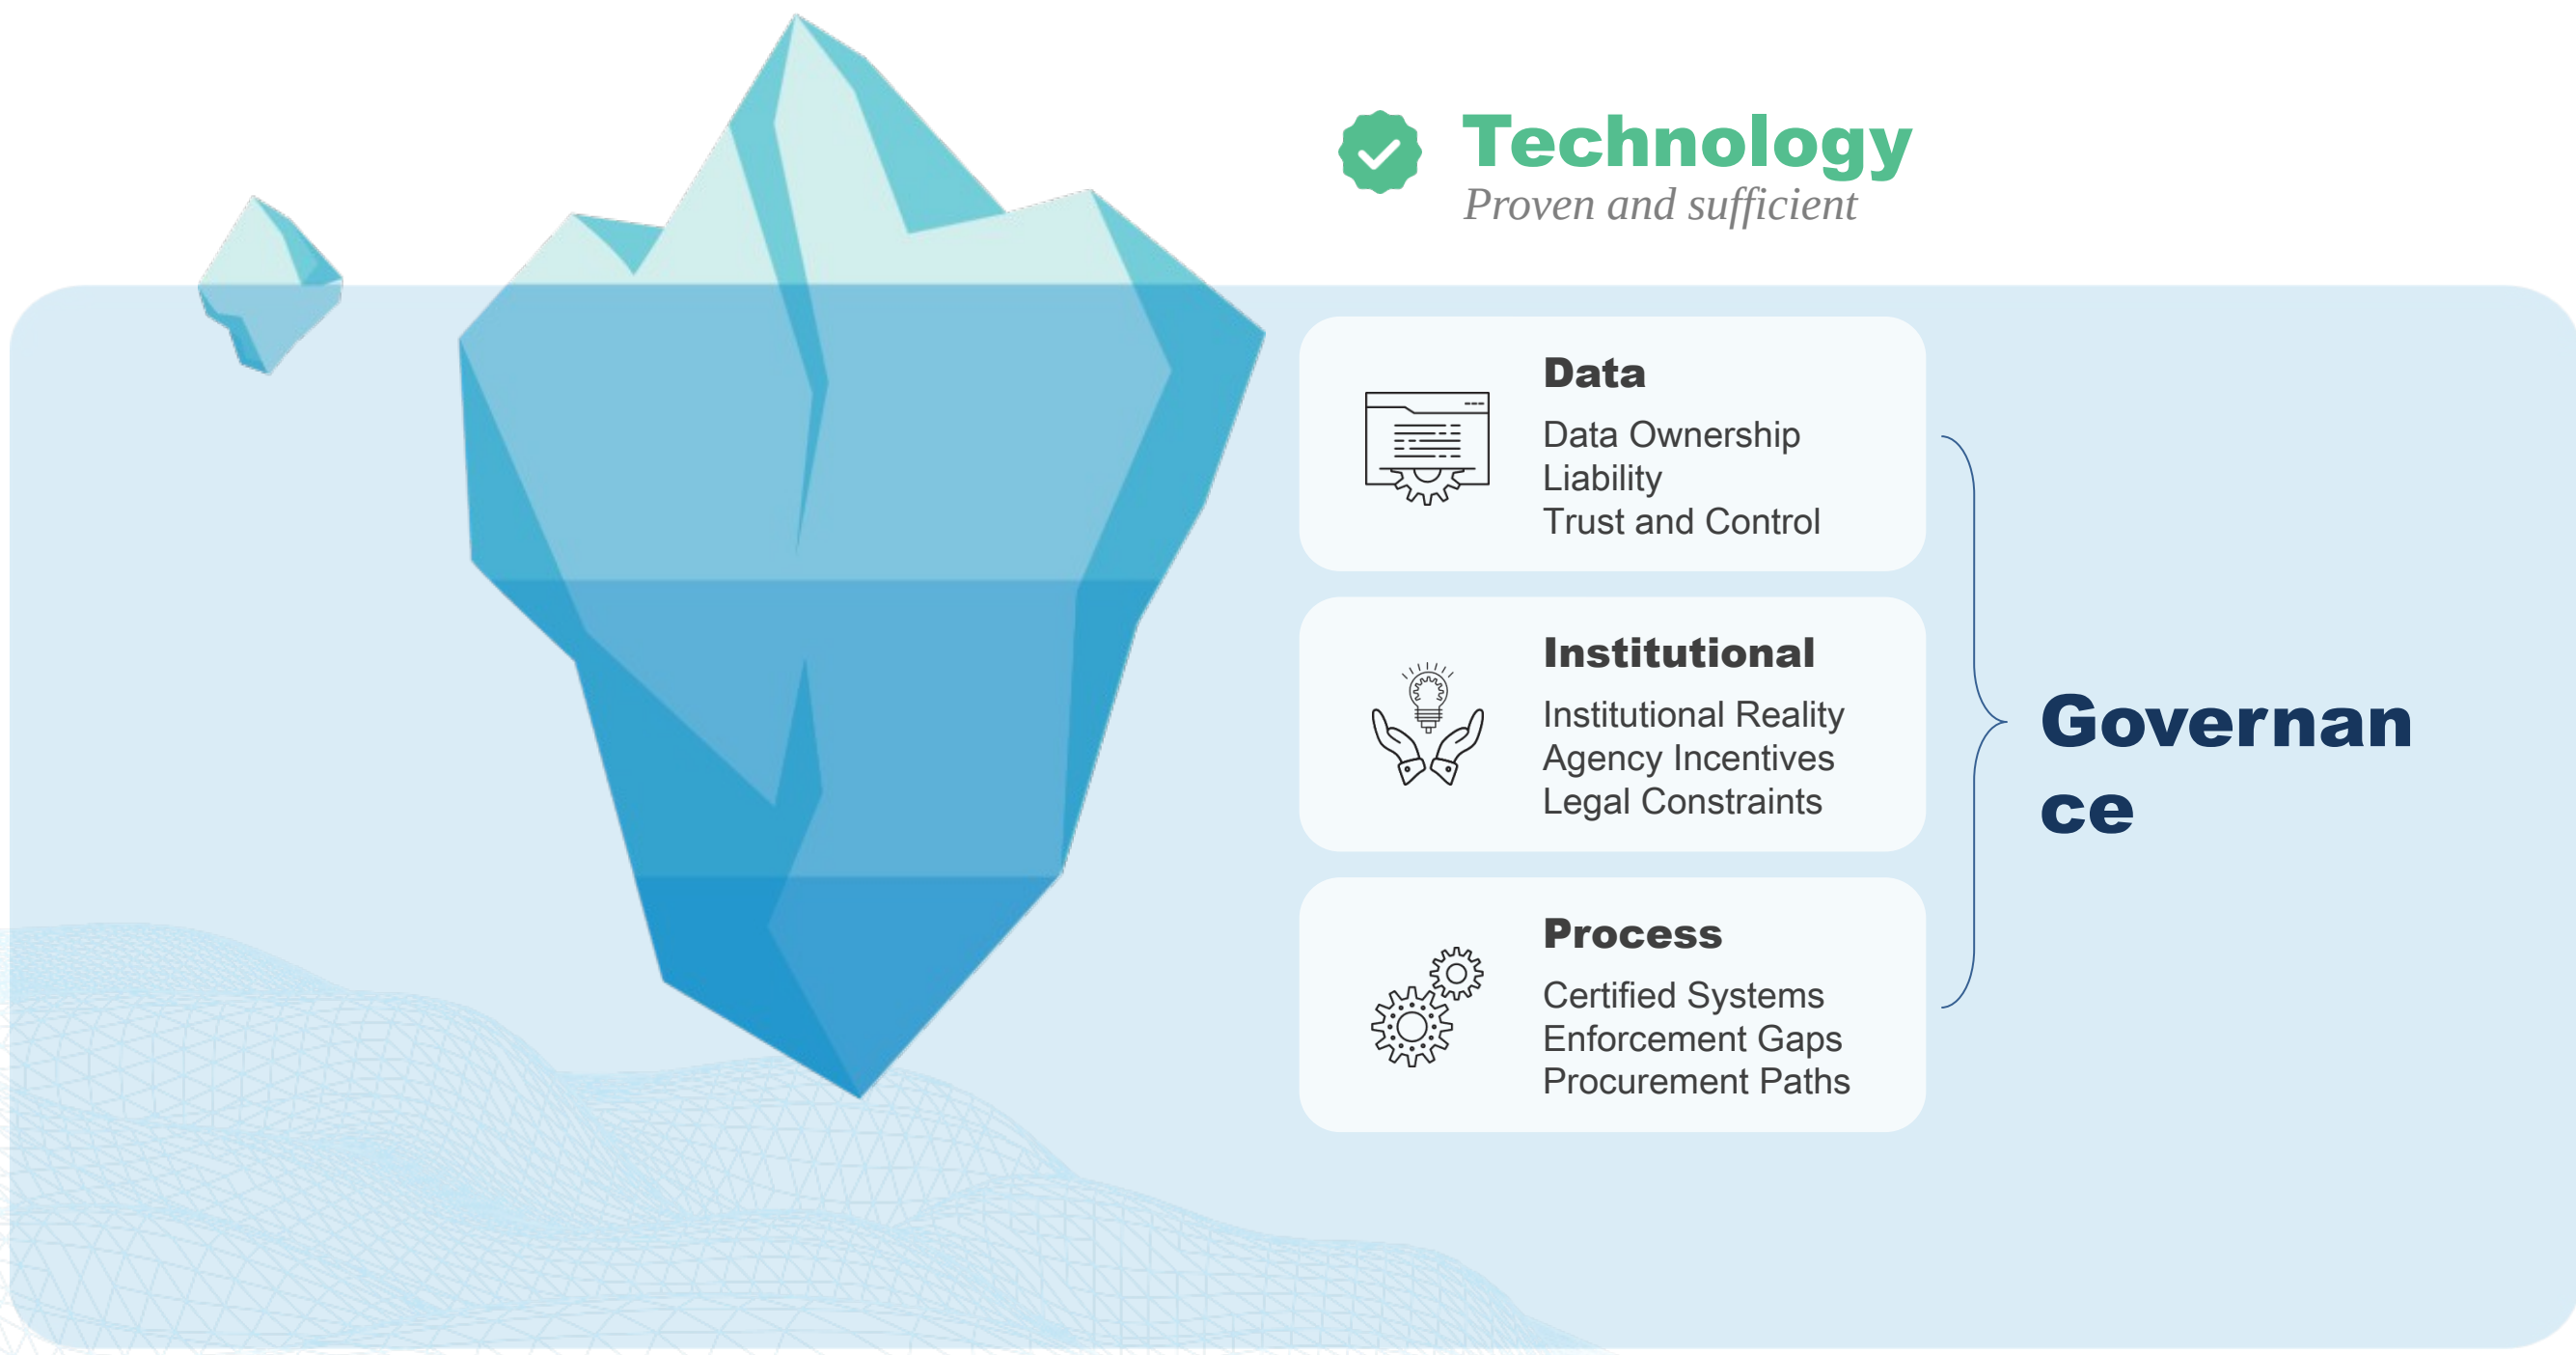 Technology
Proven and sufficient
Data
Data Ownership
Liability
Trust and Control
Institutional
Institutional Reality
Agency Incentives
Legal Constraints
Process
Certified Systems
Enforcement Gaps
Procurement Paths
Governan
ce